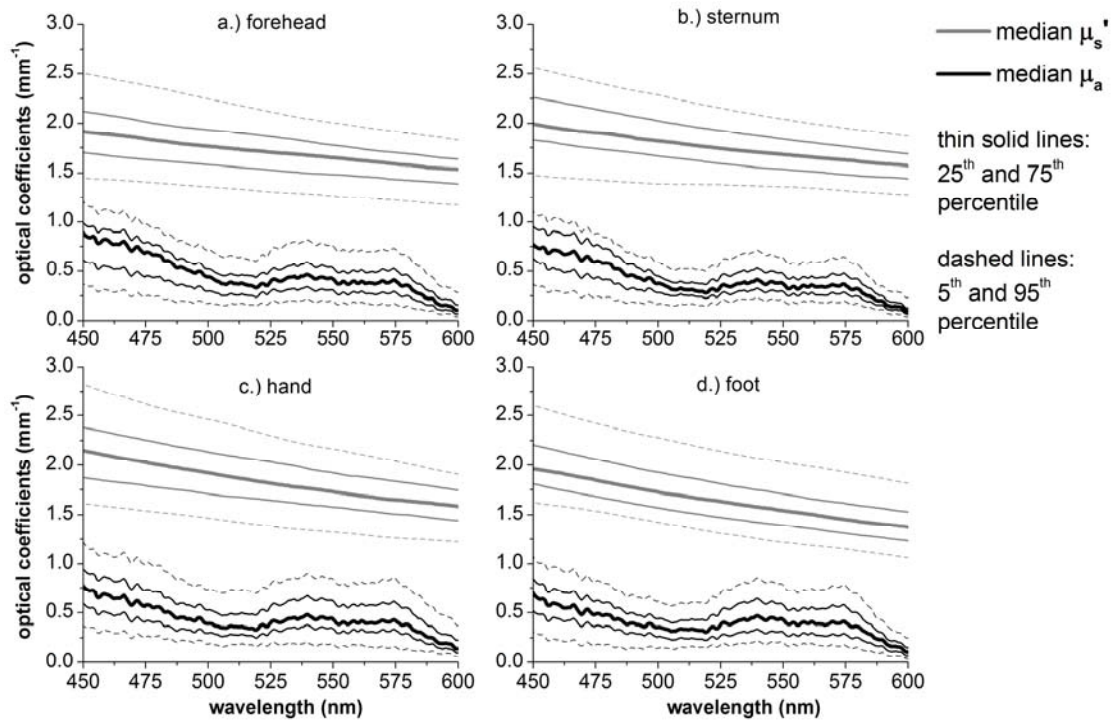 a.) forehead
b.) sternum
optical coefficients (mm⁻¹)
3.0
2.5
2.0
1.5
1.0
0.5
0.0
450 475 500 525 550 575 600
3.0
2.5
2.0
1.5
1.0
0.5
0.0
450 475 500 525 550 575 600
median μₛ'
median μₐ
thin solid lines:
25ᵗʰ and 75ᵗʰ
percentile
dashed lines:
5ᵗʰ and 95ᵗʰ
percentile
c.) hand
d.) foot
optical coefficients (mm⁻¹)
3.0
2.5
2.0
1.5
1.0
0.5
0.0
450 475 500 525 550 575 600
wavelength (nm)
3.0
2.5
2.0
1.5
1.0
0.5
0.0
450 475 500 525 550 575 600
wavelength (nm)